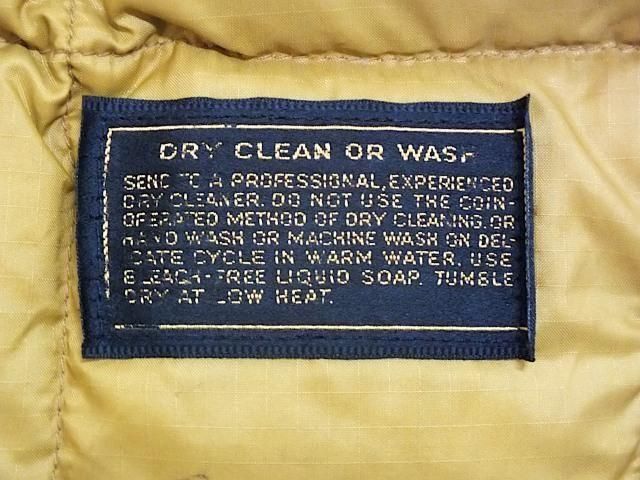 DRY CLEAN OR WASH
SEND TO A PROFESSIONAL, EXPERIENCED
DRY CLEANER. DO NOT USE THE COIN-
OPERATED METHOD OF DRY CLEANING. OR
HAND WASH OR MACHINE WASH ON DEL-
ICATE CYCLE IN WARM WATER. USE
BLEACH-FREE LIQUID SOAP. TUMBLE
DRY AT LOW HEAT.